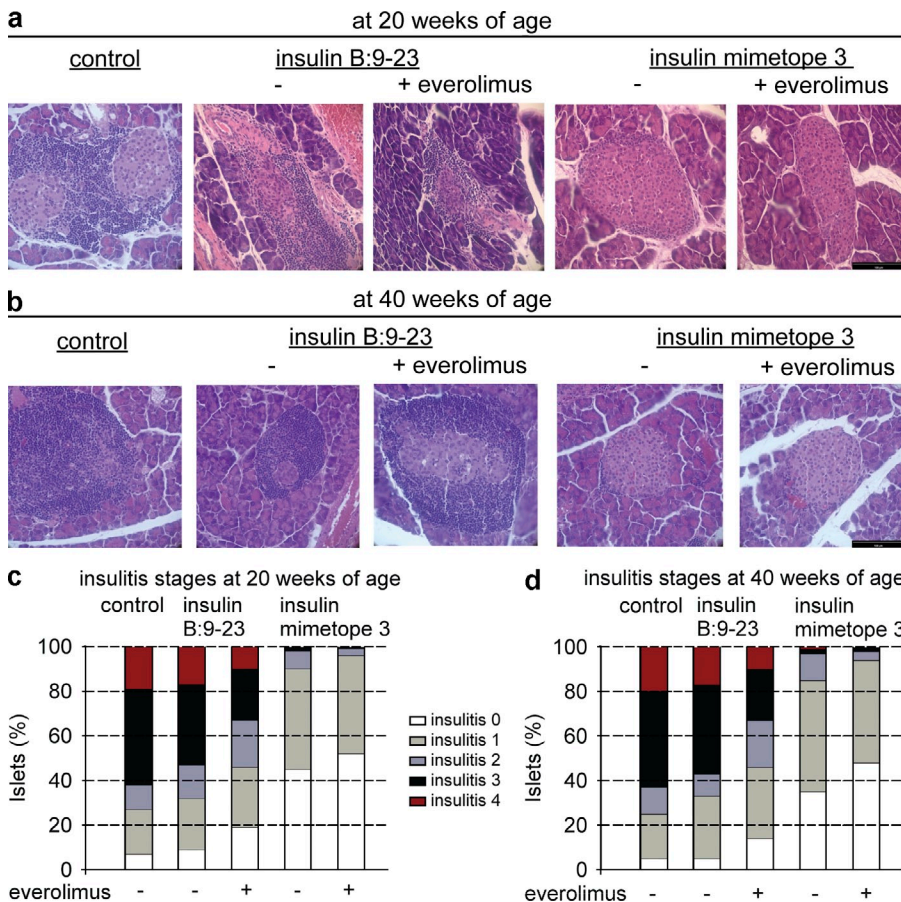 a
at 20 weeks of age
control insulin B:9-23 insulin mimetope 3
- + everolimus - + everolimus
b
at 40 weeks of age
control insulin B:9-23 insulin mimetope 3
- + everolimus - + everolimus
c insulitis stages at 20 weeks of age
control insulin insulin
B:9-23 mimetope 3
100
80
60
40
20
0
Islets (%)
everolimus - - + - +
insulitis 0
insulitis 1
insulitis 2
insulitis 3
insulitis 4
d insulitis stages at 40 weeks of age
control insulin insulin
B:9-23 mimetope 3
100
80
60
40
20
0
Islets (%)
everolimus - - + - +